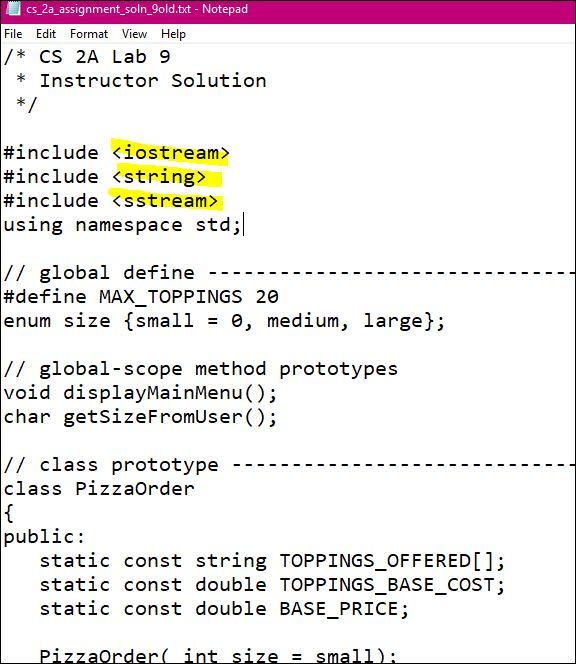 cs_2a_assignment_soln_9old.txt - Notepad
File Edit Format View Help
/* CS 2A Lab 9
 * Instructor Solution
 */

#include <iostream>
#include <string>
#include <sstream>
using namespace std;

// global define -------------------------------
#define MAX_TOPPINGS 20
enum size {small = 0, medium, large};

// global-scope method prototypes
void displayMainMenu();
char getSizeFromUser();

// class prototype -----------------------------
class PizzaOrder
{
public:
   static const string TOPPINGS_OFFERED[];
   static const double TOPPINGS_BASE_COST;
   static const double BASE_PRICE;

   PizzaOrder( int size = small);